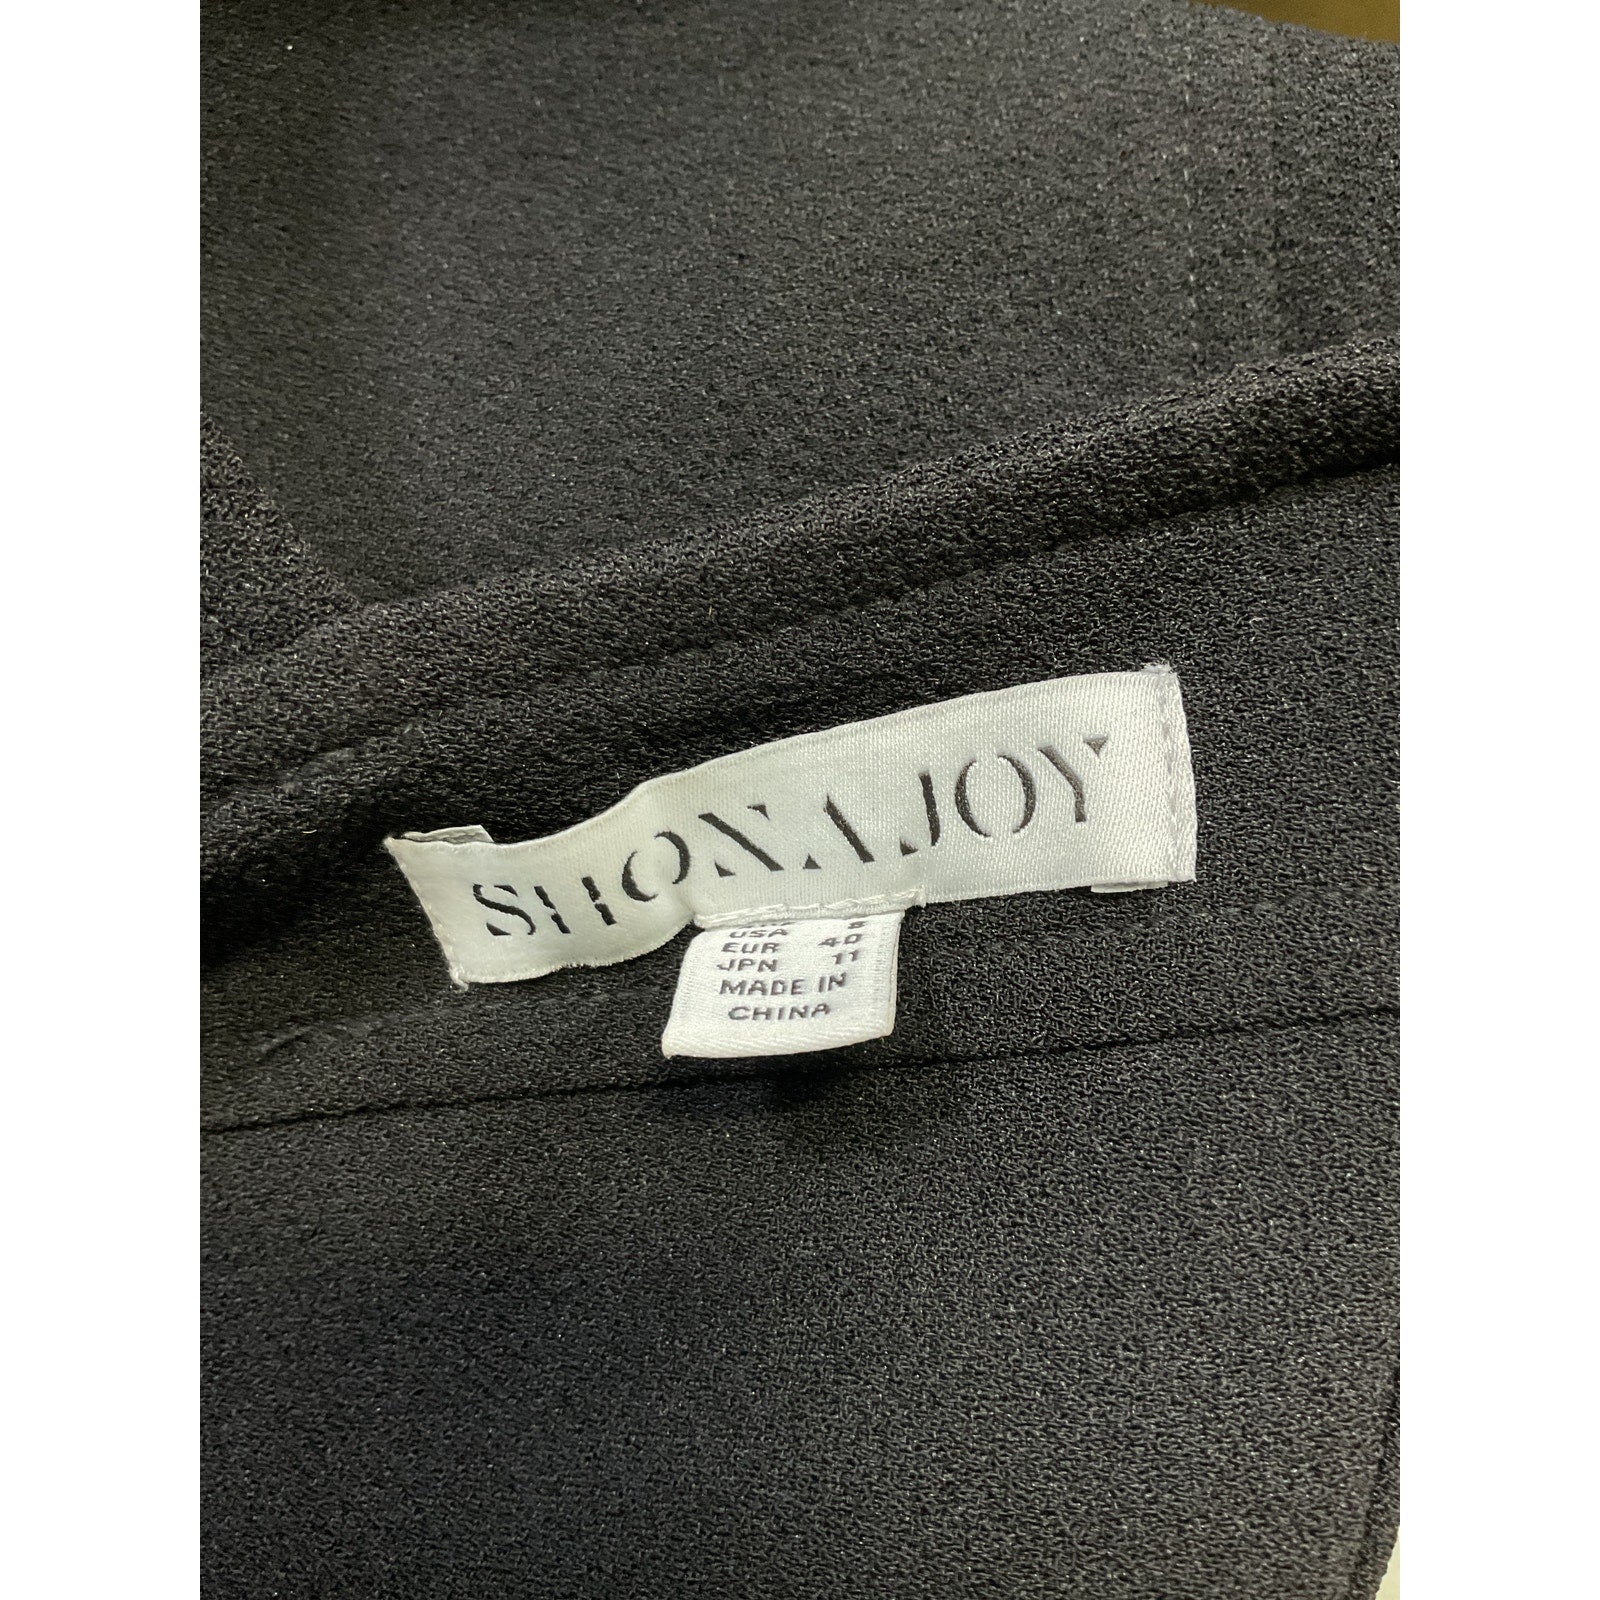 SHONA JOY
USA 8
EUR 40
JPN 11
MADE IN
CHINA